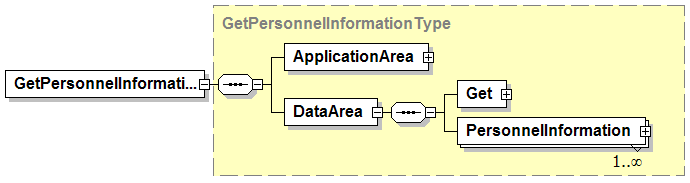 GetPersonnelInformationType
ApplicationArea
GetPersonnelInformati...
DataArea
Get
PersonnelInformation
1..∞